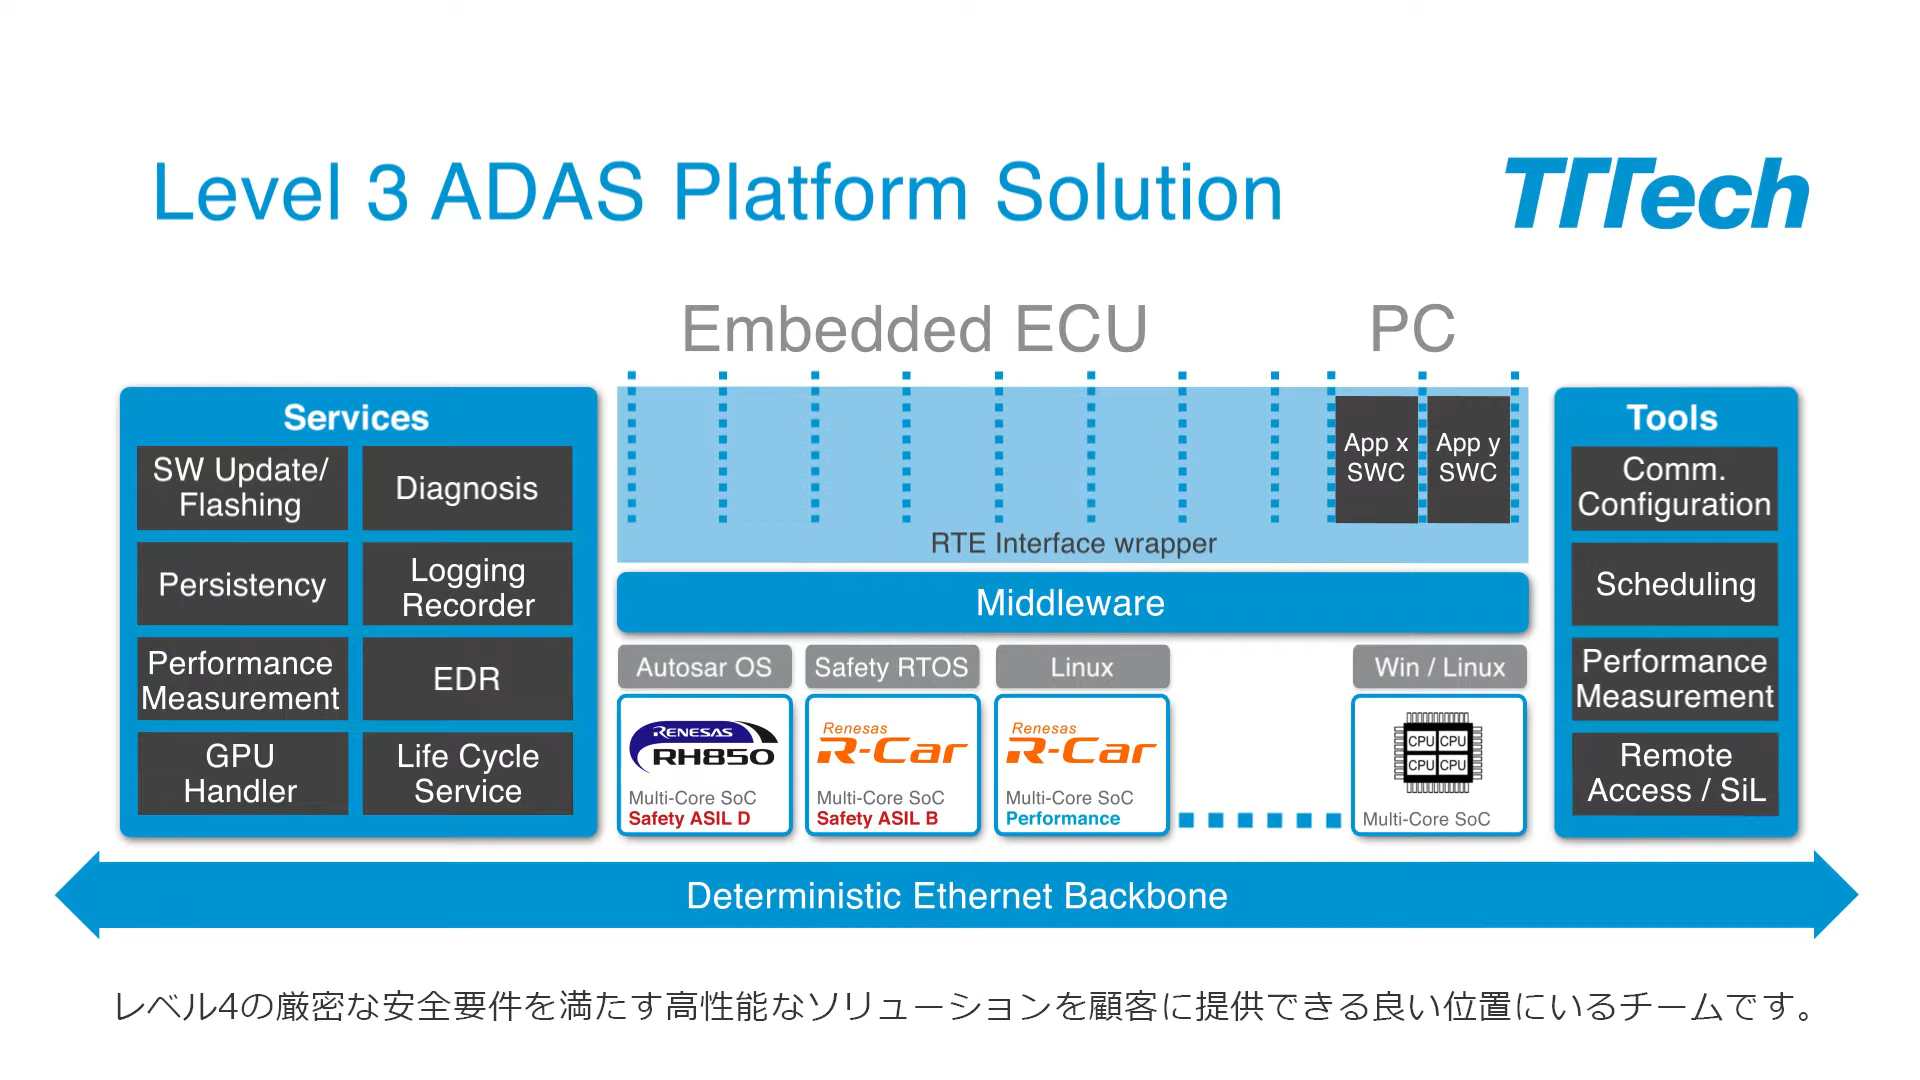 Level 3 ADAS Platform Solution
TTTech
Embedded ECU
PC
Services
SW Update/
Flashing
Diagnosis
Persistency
Logging
Recorder
Performance
Measurement
EDR
GPU
Handler
Life Cycle
Service
App x
SWC
App y
SWC
RTE Interface wrapper
Middleware
Autosar OS
Safety RTOS
Linux
Win / Linux
RENESAS
RH850
Multi-Core SoC
Safety ASIL D
Renesas
R-Car
Multi-Core SoC
Safety ASIL B
Renesas
R-Car
Multi-Core SoC
Performance
CPU CPU
CPU CPU
Multi-Core SoC
Tools
Comm.
Configuration
Scheduling
Performance
Measurement
Remote
Access / SiL
Deterministic Ethernet Backbone
レベル4の厳密な安全要件を満たす高性能なソリューションを顧客に提供できる良い位置にいるチームです。